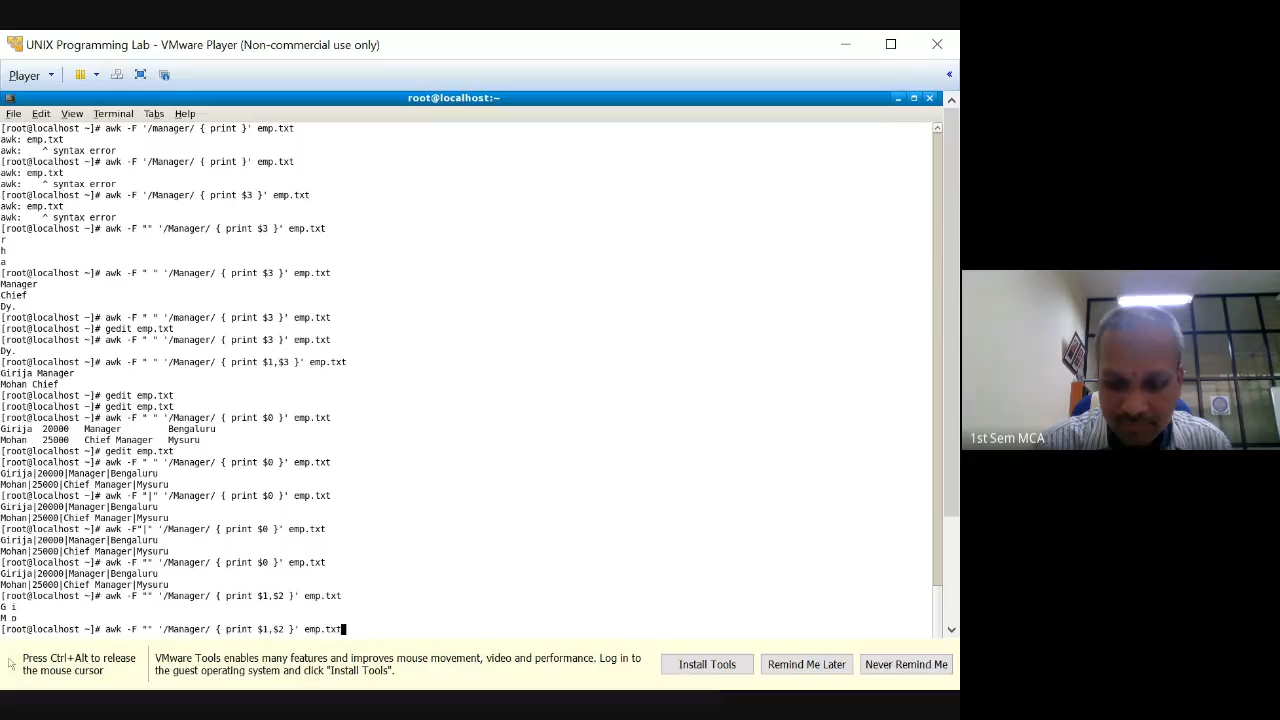 UNIX Programming Lab - VMware Player (Non-commercial use only)
Player
root@localhost:~
File Edit View Terminal Tabs Help
[root@localhost ~]# awk -F '/manager/ { print }' emp.txt
awk: emp.txt
awk:    ^ syntax error
[root@localhost ~]# awk -F '/Manager/ { print }' emp.txt
awk: emp.txt
awk:    ^ syntax error
[root@localhost ~]# awk -F '/Manager/ { print $3 }' emp.txt
awk: emp.txt
awk:    ^ syntax error
[root@localhost ~]# awk -F "" '/Manager/ { print $3 }' emp.txt
r
h
a
[root@localhost ~]# awk -F " " '/Manager/ { print $3 }' emp.txt
Manager
Chief
Dy.
[root@localhost ~]# awk -F " " '/manager/ { print $3 }' emp.txt
[root@localhost ~]# gedit emp.txt
[root@localhost ~]# awk -F " " '/manager/ { print $3 }' emp.txt
Dy.
[root@localhost ~]# awk -F " " '/Manager/ { print $1,$3 }' emp.txt
Girija Manager
Mohan Chief
[root@localhost ~]# gedit emp.txt
[root@localhost ~]# gedit emp.txt
[root@localhost ~]# awk -F " " '/Manager/ { print $0 }' emp.txt
Girija  20000   Manager         Bengaluru
Mohan   25000   Chief Manager   Mysuru
[root@localhost ~]# gedit emp.txt
[root@localhost ~]# awk -F " " '/Manager/ { print $0 }' emp.txt
Girija|20000|Manager|Bengaluru
Mohan|25000|Chief Manager|Mysuru
[root@localhost ~]# awk -F "|" '/Manager/ { print $0 }' emp.txt
Girija|20000|Manager|Bengaluru
Mohan|25000|Chief Manager|Mysuru
[root@localhost ~]# awk -F"|" '/Manager/ { print $0 }' emp.txt
Girija|20000|Manager|Bengaluru
Mohan|25000|Chief Manager|Mysuru
[root@localhost ~]# awk -F "" '/Manager/ { print $0 }' emp.txt
Girija|20000|Manager|Bengaluru
Mohan|25000|Chief Manager|Mysuru
[root@localhost ~]# awk -F "" '/Manager/ { print $1,$2 }' emp.txt
G i
M o
[root@localhost ~]# awk -F "" '/Manager/ { print $1,$2 }' emp.txt
1st Sem MCA
Press Ctrl+Alt to release
the mouse cursor
VMware Tools enables many features and improves mouse movement, video and performance. Log in to
the guest operating system and click "Install Tools".
Install Tools
Remind Me Later
Never Remind Me